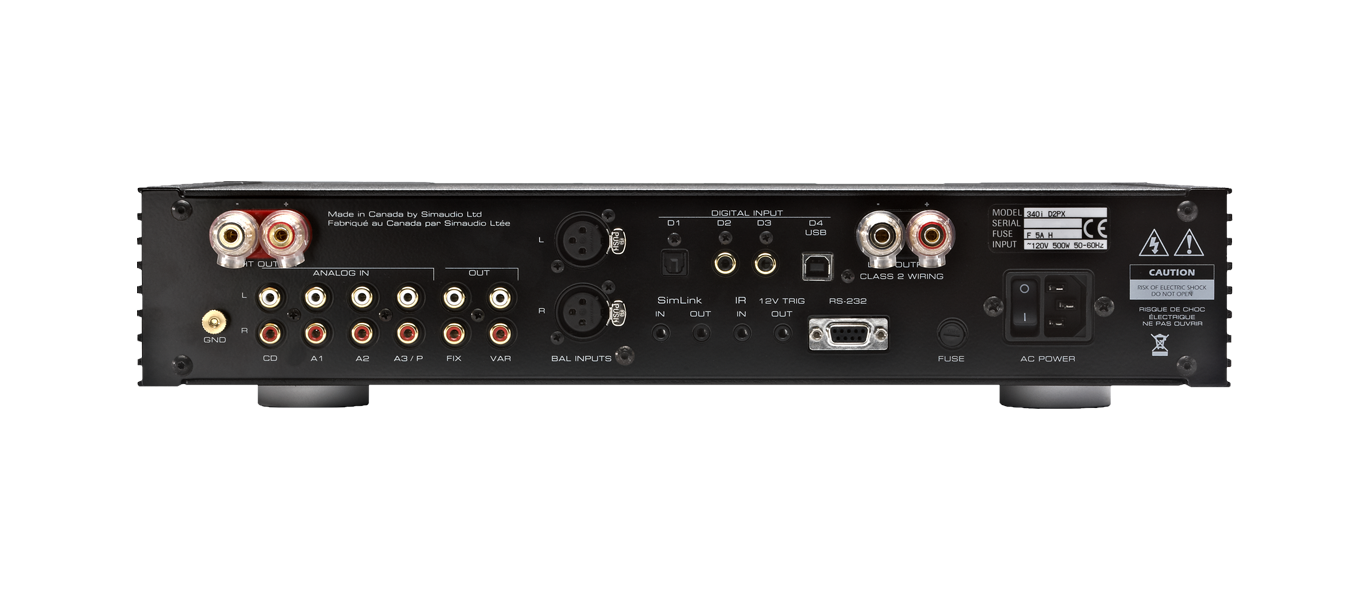 - +
Made in Canada by Simaudio Ltd
Fabriqué au Canada par Simaudio Ltée
ANALOG IN
OUT
L
R
GND
CD A1 A2 A3 / P FIX VAR
L
PUSH
R
PUSH
BAL INPUTS
DIGITAL INPUT
D1 D2 D3 D4
USB
SimLink IR 12V TRIG RS-232
IN OUT IN OUT
- +
CLASS 2 WIRING
FUSE
MODEL 340i D2PX
SERIAL
FUSE F 5A H
INPUT ~120V 500W 50-60Hz
CE
O
I
AC POWER
CAUTION
RISK OF ELECTRIC SHOCK
DO NOT OPEN
RISQUE DE CHOC
ÉLECTRIQUE
NE PAS OUVRIR